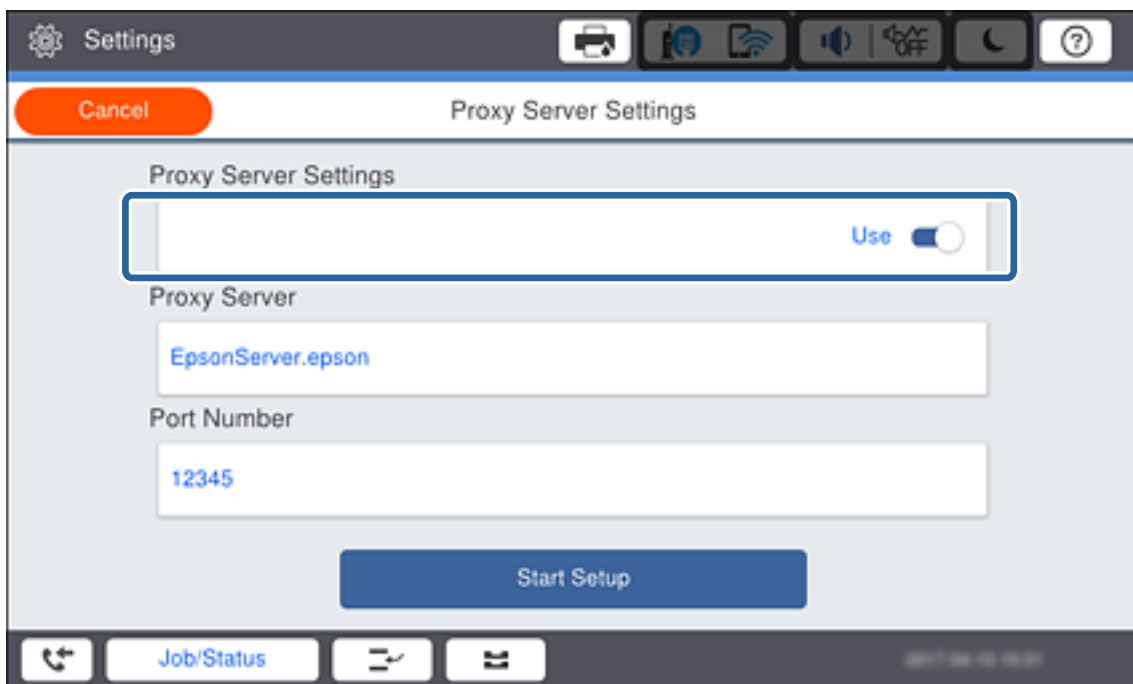 Settings
OFF
Cancel
Proxy Server Settings
Proxy Server Settings
Use
Proxy Server
EpsonServer.epson
Port Number
12345
Start Setup
Job/Status